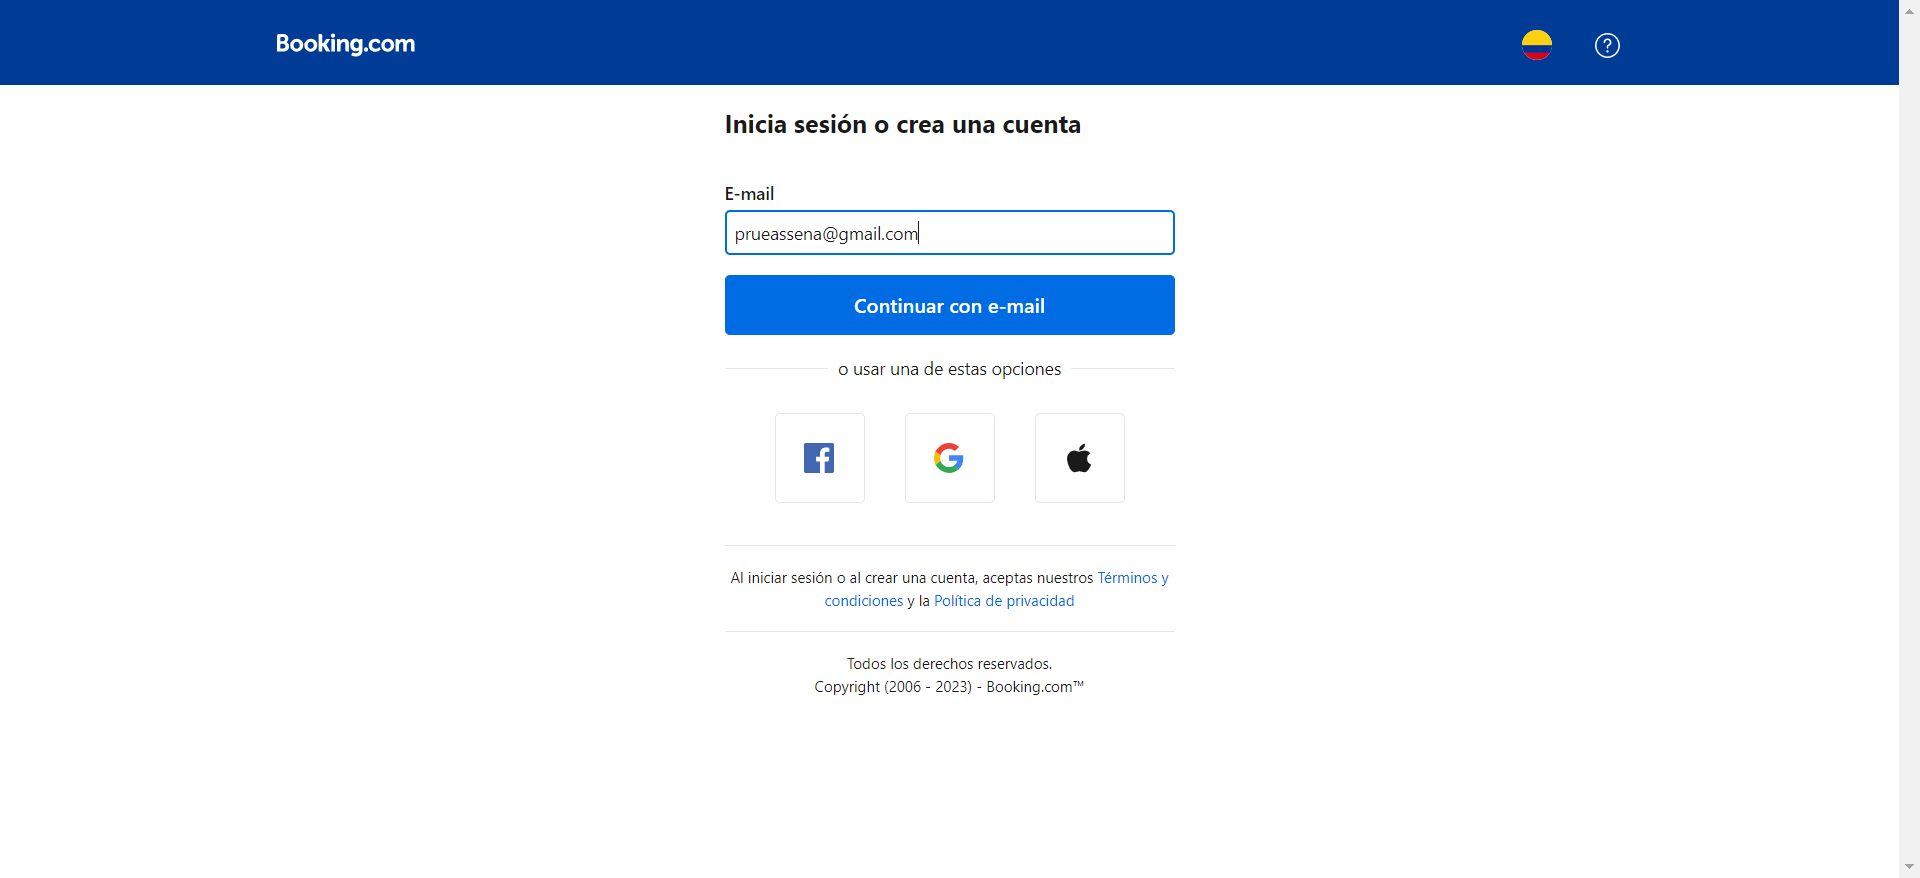 Booking.com
Inicia sesión o crea una cuenta
E-mail
prueassena@gmail.com
Continuar con e-mail
o usar una de estas opciones
Al iniciar sesión o al crear una cuenta, aceptas nuestros Términos y
condiciones y la Política de privacidad
Todos los derechos reservados.
Copyright (2006 - 2023) - Booking.com™